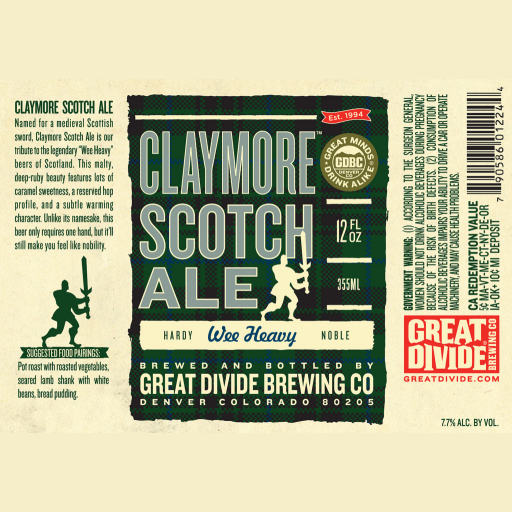 CLAYMORE SCOTCH ALE
Named for a medieval Scottish
sword, Claymore Scotch Ale is our
tribute to the legendary "Wee Heavy"
beers of Scotland. This malty,
deep-ruby beauty features lots of
caramel sweetness, a reserved hop
profile, and a subtle warming
character. Unlike its namesake, this
beer only requires one hand, but it'll
still make you feel like nobility.
SUGGESTED FOOD PAIRINGS:
Pot roast with roasted vegetables,
seared lamb shank with white
beans, bread pudding.
Est. 1994
CLAYMORE™
GREAT MINDS
GDBC
DENVER
DRINK ALIKE
SCOTCH
12 FL
OZ
ALE
355ML
HARDY Wee Heavy NOBLE
BREWED AND BOTTLED BY
GREAT DIVIDE BREWING CO
DENVER COLORADO 80205
GOVERNMENT WARNING: (1) ACCORDING TO THE SURGEON GENERAL,
WOMEN SHOULD NOT DRINK ALCOHOLIC BEVERAGES DURING PREGNANCY
BECAUSE OF THE RISK OF BIRTH DEFECTS. (2) CONSUMPTION OF
ALCOHOLIC BEVERAGES IMPAIRS YOUR ABILITY TO DRIVE A CAR OR OPERATE
MACHINERY, AND MAY CAUSE HEALTH PROBLEMS.
CA REDEMPTION VALUE
5¢ MA-VT-ME-CT-NY-DE-OR
IA-OK+ 10¢ MI DEPOSIT
7 90586 01224 4
GREAT
DIVIDE
BREWING CO
GREATDIVIDE.COM
7.7% ALC. BY VOL.